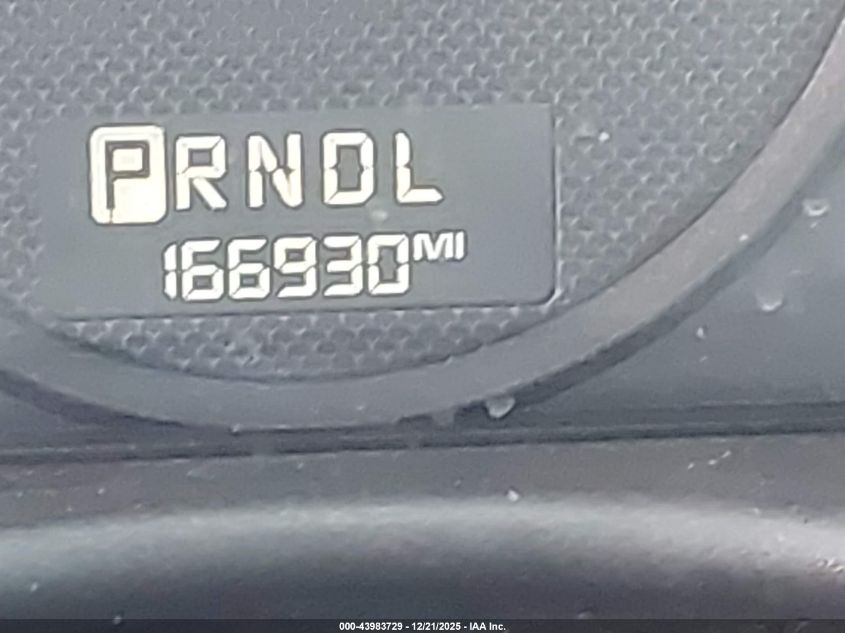 PRNDL
166930MI
000-43983729 - 12/21/2025 - IAA Inc.